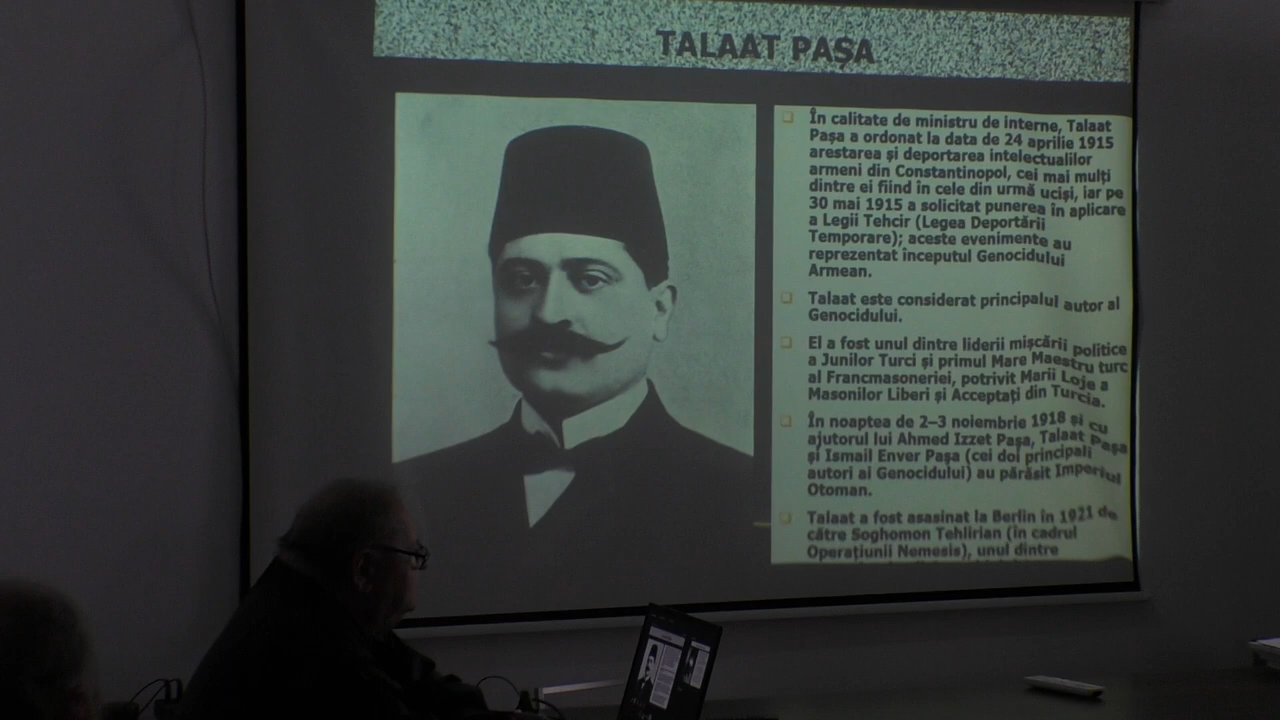 TALAAT PAȘA
În calitate de ministru de interne, Talaat
Pașa a ordonat la data de 24 aprilie 1915
arestarea și deportarea intelectualilor
armeni din Constantinopol, cei mai mulți
dintre ei fiind în cele din urmă uciși, iar pe
30 mai 1915 a solicitat punerea în aplicare
a Legii Tehcir (Legea Deportării
Temporare); aceste evenimente au
reprezentat începutul Genocidului
Armean.
Talaat este considerat principalul autor al
Genocidului.
El a fost unul dintre liderii mișcării politice
a Junilor Turci și primul Mare Maestru turc
al Francmasoneriei, potrivit Marii Loje a
Masonilor Liberi și Acceptați din Turcia.
În noaptea de 2–3 noiembrie 1918 și cu
ajutorul lui Ahmed Izzet Pașa, Talaat Pașa
și Ismail Enver Pașa (cei doi principali
autori ai Genocidului) au părăsit Imperiul
Otoman.
Talaat a fost asasinat la Berlin în 1921 de
către Soghomon Tehlirian (în cadrul
Operațiunii Nemesis), unul dintre